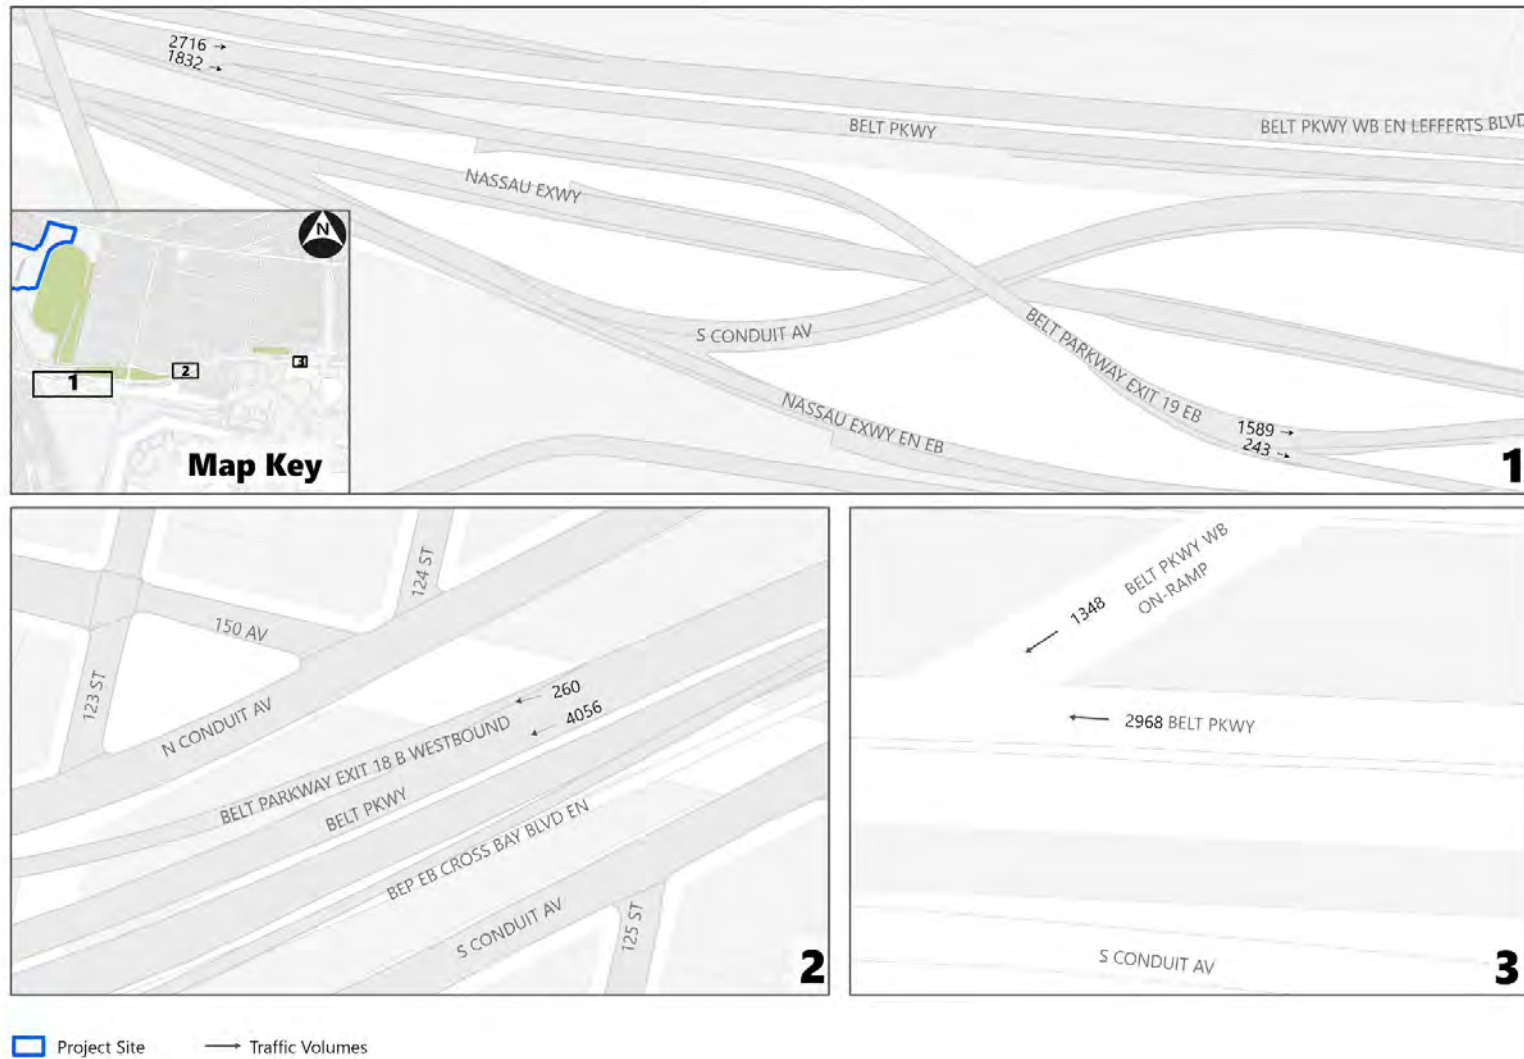 2716
1832
BELT PKWY
BELT PKWY WB EN LEFFERTS BLVD
NASSAU EXWY
N
S CONDUIT AV
BELT PARKWAY EXIT 19 EB
1
2
3
Map Key
NASSAU EXWY EN EB
1589
243
1
124 ST
150 AV
123 ST
N CONDUIT AV
260
4056
BELT PARKWAY EXIT 18 B WESTBOUND
BELT PKWY
BEP EB CROSS BAY BLVD EN
S CONDUIT AV
125 ST
2
1348
BELT PKWY WB
ON-RAMP
2968 BELT PKWY
S CONDUIT AV
3
Project Site
Traffic Volumes